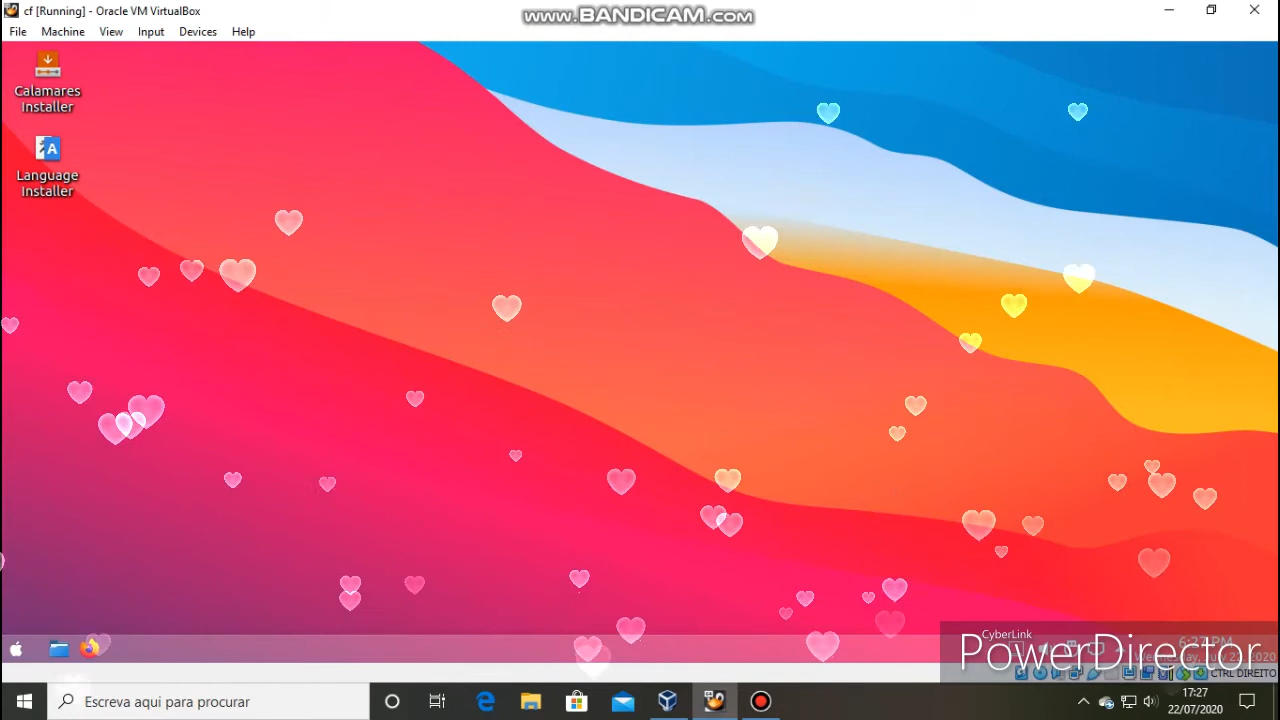 cf [Running] - Oracle VM VirtualBox
www.BANDICAM.com
File Machine View Input Devices Help
Calamares
Installer
Language
Installer
CyberLink
PowerDirector
CTRL DIREITO
Escreva aqui para procurar
17:27
22/07/2020